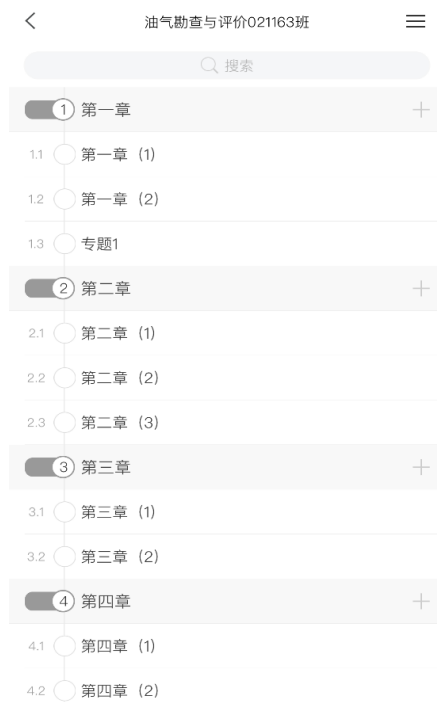 油气勘查与评价021163班
搜索
1 第一章
1.1 第一章（1）
1.2 第一章（2）
1.3 专题1
2 第二章
2.1 第二章（1）
2.2 第二章（2）
2.3 第二章（3）
3 第三章
3.1 第三章（1）
3.2 第三章（2）
4 第四章
4.1 第四章（1）
4.2 第四章（2）